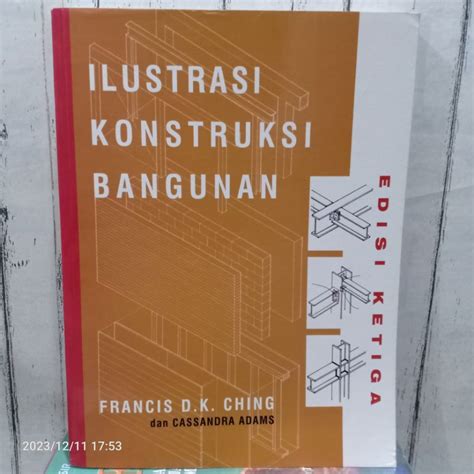 ILUSTRASI
KONSTRUKSI
BANGUNAN
EDISI KETIGA
FRANCIS D.K. CHING
dan CASSANDRA ADAMS
2023/12/11 17:53